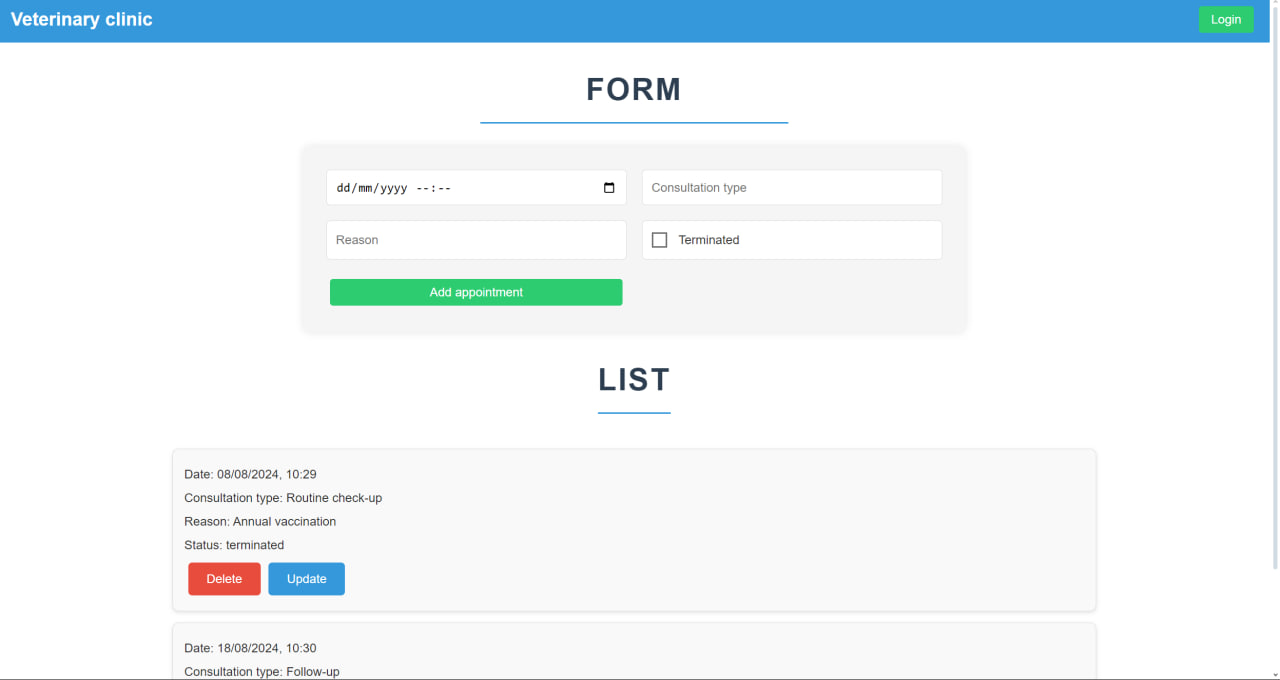 Veterinary clinic
Login
FORM
dd/mm/yyyy --:--
Consultation type
Reason
Terminated
Add appointment
LIST
Date: 08/08/2024, 10:29
Consultation type: Routine check-up
Reason: Annual vaccination
Status: terminated
Delete
Update
Date: 18/08/2024, 10:30
Consultation type: Follow-up